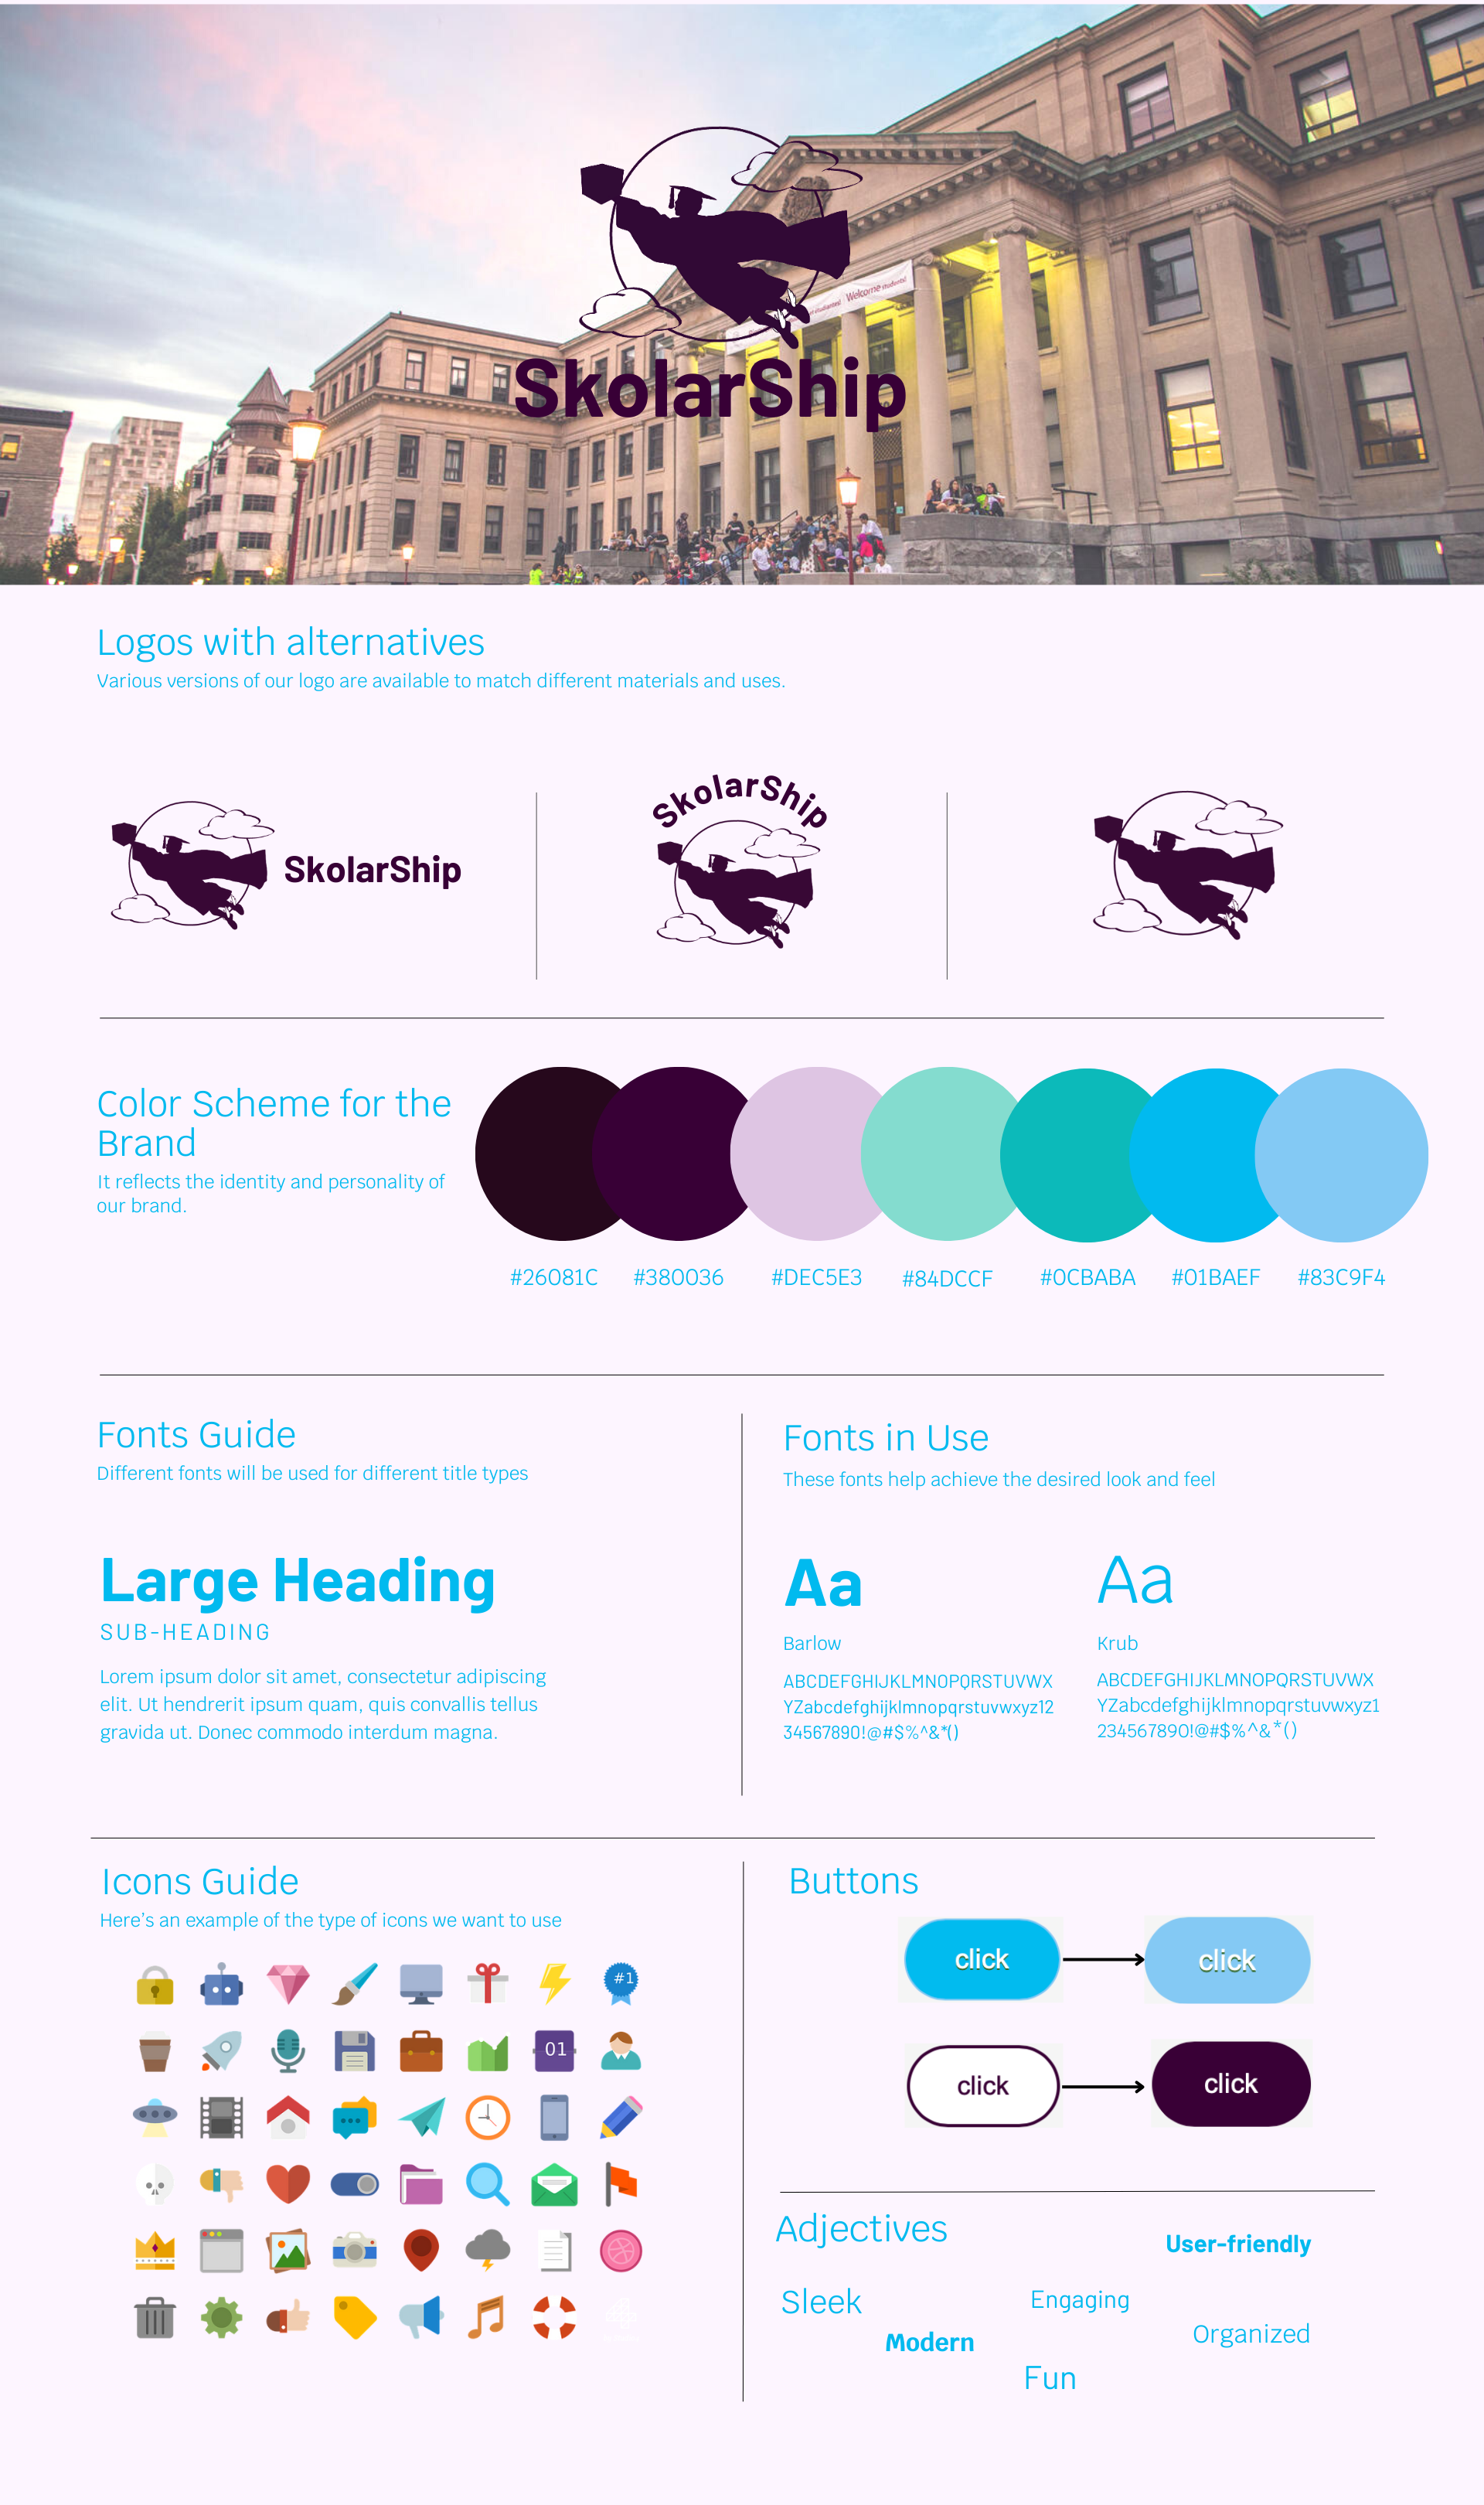 Welcome students!
SkolarShip
Logos with alternatives
Various versions of our logo are available to match different materials and uses.
SkolarShip
SkolarShip
Color Scheme for the
Brand
It reflects the identity and personality of
our brand.
#26081C
#380036
#DEC5E3
#84DCCF
#0CBABA
#01BAEF
#83C9F4
Fonts Guide
Different fonts will be used for different title types
Large Heading
SUB-HEADING
Lorem ipsum dolor sit amet, consectetur adipiscing
elit. Ut hendrerit ipsum quam, quis convallis tellus
gravida ut. Donec commodo interdum magna.
Fonts in Use
These fonts help achieve the desired look and feel
Aa
Barlow
ABCDEFGHIJKLMNOPQRSTUVWX
YZabcdefghijklmnopqrstuvwxyz12
34567890!@#$%^&*()
Aa
Krub
ABCDEFGHIJKLMNOPQRSTUVWX
YZabcdefghijklmnopqrstuvwxyz1
234567890!@#$%^&*()
Icons Guide
Here's an example of the type of icons we want to use
#1
01
Buttons
click
click
click
click
Adjectives
User-friendly
Sleek
Engaging
Organized
Modern
Fun